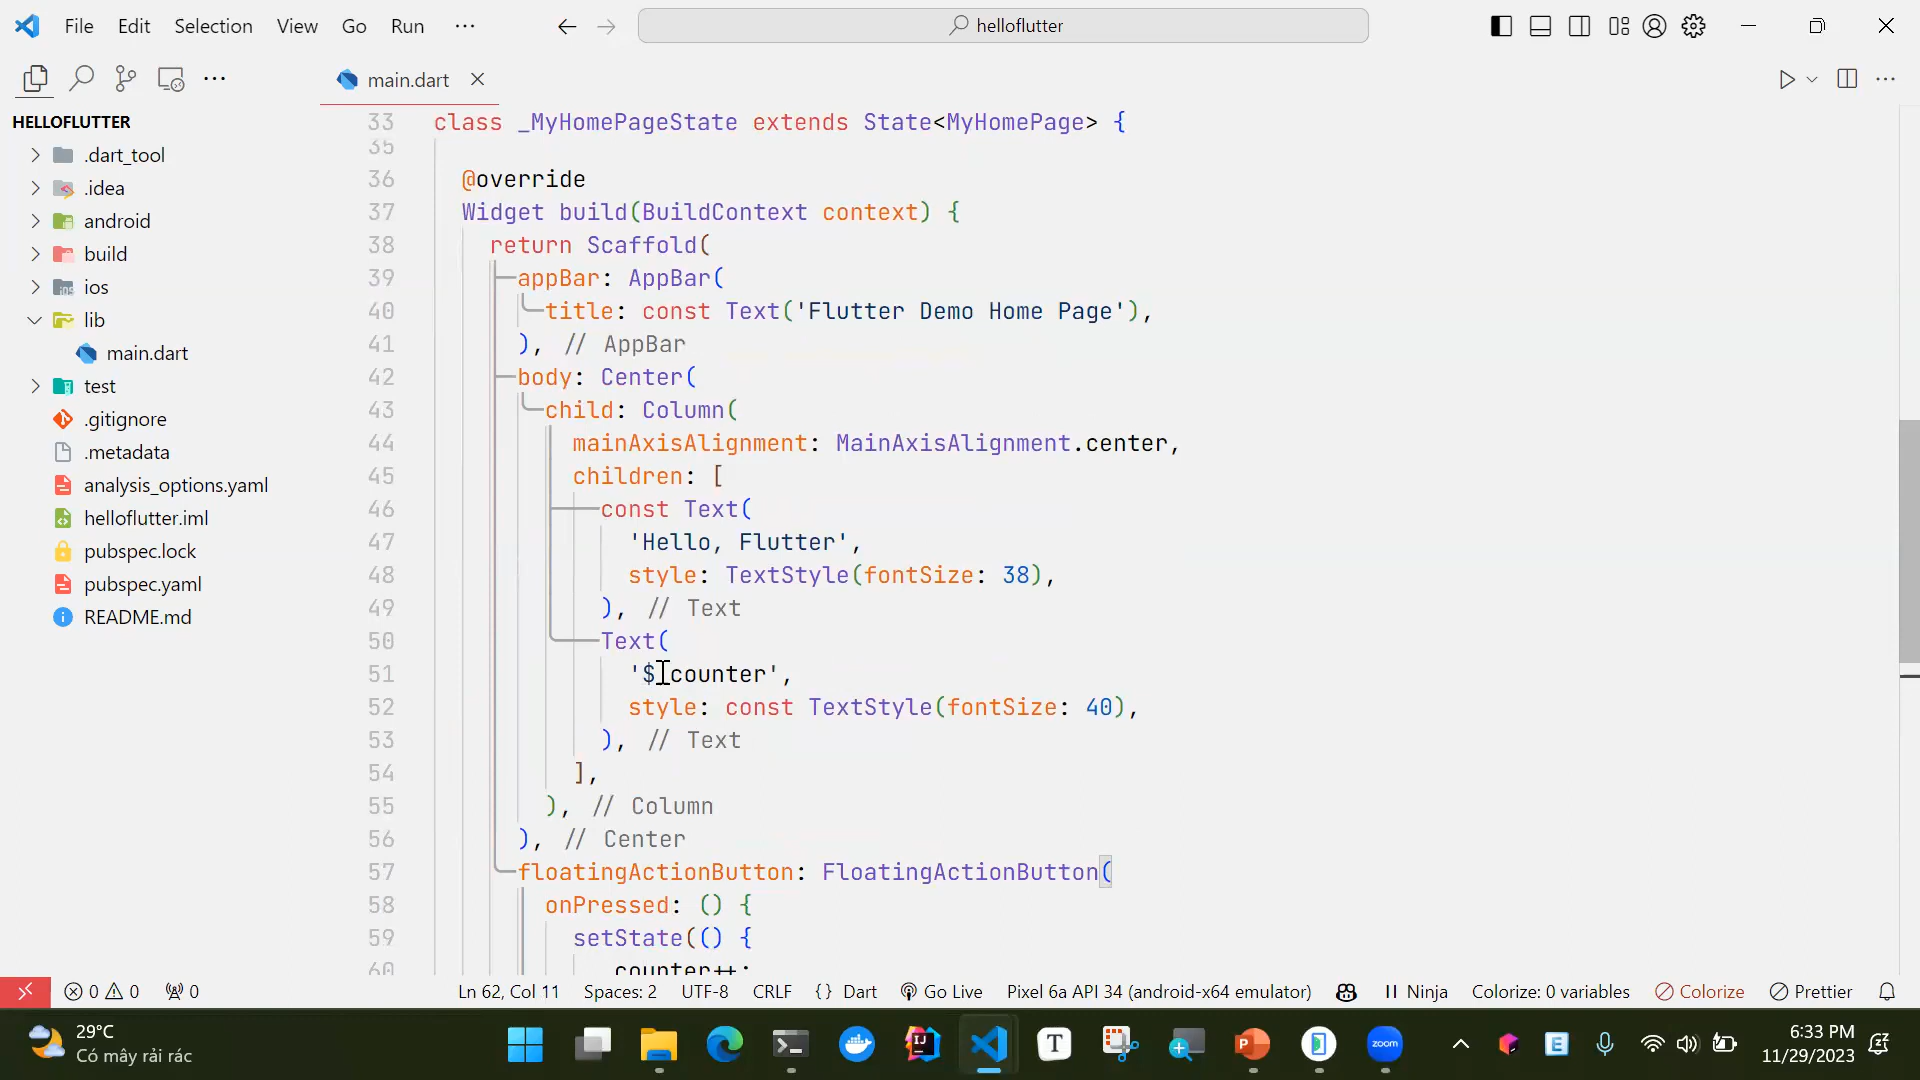 File Edit Selection View Go Run ··· helloflutter
main.dart
HELLOFLUTTER
.dart_tool
.idea
android
build
ios
lib
main.dart
test
.gitignore
.metadata
analysis_options.yaml
helloflutter.iml
pubspec.lock
pubspec.yaml
README.md
33 class _MyHomePageState extends State<MyHomePage> {
35
36 @override
37 Widget build(BuildContext context) {
38 return Scaffold(
39 appBar: AppBar(
40 title: const Text('Flutter Demo Home Page'),
41 ), // AppBar
42 body: Center(
43 child: Column(
44 mainAxisAlignment: MainAxisAlignment.center,
45 children: [
46 const Text(
47 'Hello, Flutter',
48 style: TextStyle(fontSize: 38),
49 ), // Text
50 Text(
51 '$_counter',
52 style: const TextStyle(fontSize: 40),
53 ), // Text
54 ],
55 ), // Column
56 ), // Center
57 floatingActionButton: FloatingActionButton(
58 onPressed: () {
59 setState(() {
60 _counter++;
0 0 0 Ln 62, Col 11 Spaces: 2 UTF-8 CRLF {} Dart Go Live Pixel 6a API 34 (android-x64 emulator) Ninja Colorize: 0 variables Colorize Prettier
29°C
Có mây rải rác
6:33 PM
11/29/2023